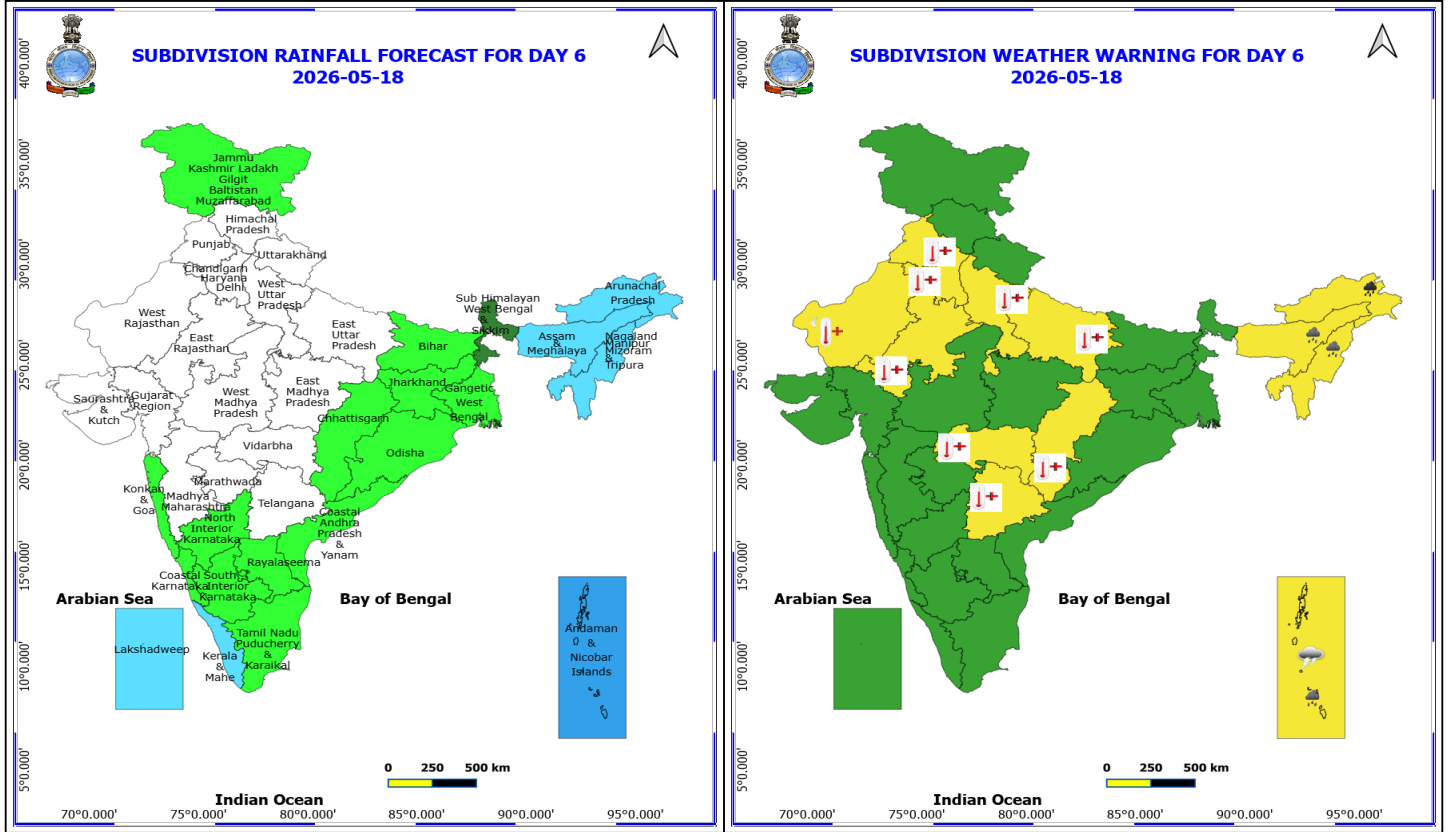 SUBDIVISION RAINFALL FORECAST FOR DAY 6
2026-05-18
40°0.000'
35°0.000'
30°0.000'
25°0.000'
20°0.000'
15°0.000'
10°0.000'
5°0.000'
Jammu
Kashmir Ladakh
Gilgit
Baltistan
Muzaffarabad
Himachal
Pradesh
Punjab
Uttarakhand
Chandigarh
Haryana
Delhi
West
Uttar
Pradesh
West
Rajasthan
East
Rajasthan
East
Uttar
Pradesh
Sub Himalayan
West Bengal
&
Sikkim
Arunachal
Pradesh
Assam
&
Meghalaya
Nagaland
Manipur
Mizoram
&
Tripura
Bihar
Jharkhand
Gangetic
West
Bengal
Saurashtra
&
Kutch
Gujarat
Region
West
Madhya
Pradesh
East
Madhya
Pradesh
Chhattisgarh
Odisha
Vidarbha
Marathwada
Telangana
Konkan
&
Goa
Madhya
Maharashtra
North
Interior
Karnataka
Coastal
Andhra
Pradesh
&
Yanam
Rayalaseema
Coastal
Karnataka
South
Interior
Karnataka
Tamil Nadu
Puducherry
&
Karaikal
Kerala
&
Mahe
Arabian Sea
Lakshadweep
Bay of Bengal
Andaman
&
Nicobar
Islands
0 250 500 km
Indian Ocean
70°0.000' 75°0.000' 80°0.000' 85°0.000' 90°0.000' 95°0.000'
SUBDIVISION WEATHER WARNING FOR DAY 6
2026-05-18
40°0.000'
35°0.000'
30°0.000'
25°0.000'
20°0.000'
15°0.000'
10°0.000'
5°0.000'
Arabian Sea
Bay of Bengal
0 250 500 km
Indian Ocean
70°0.000' 75°0.000' 80°0.000' 85°0.000' 90°0.000' 95°0.000'